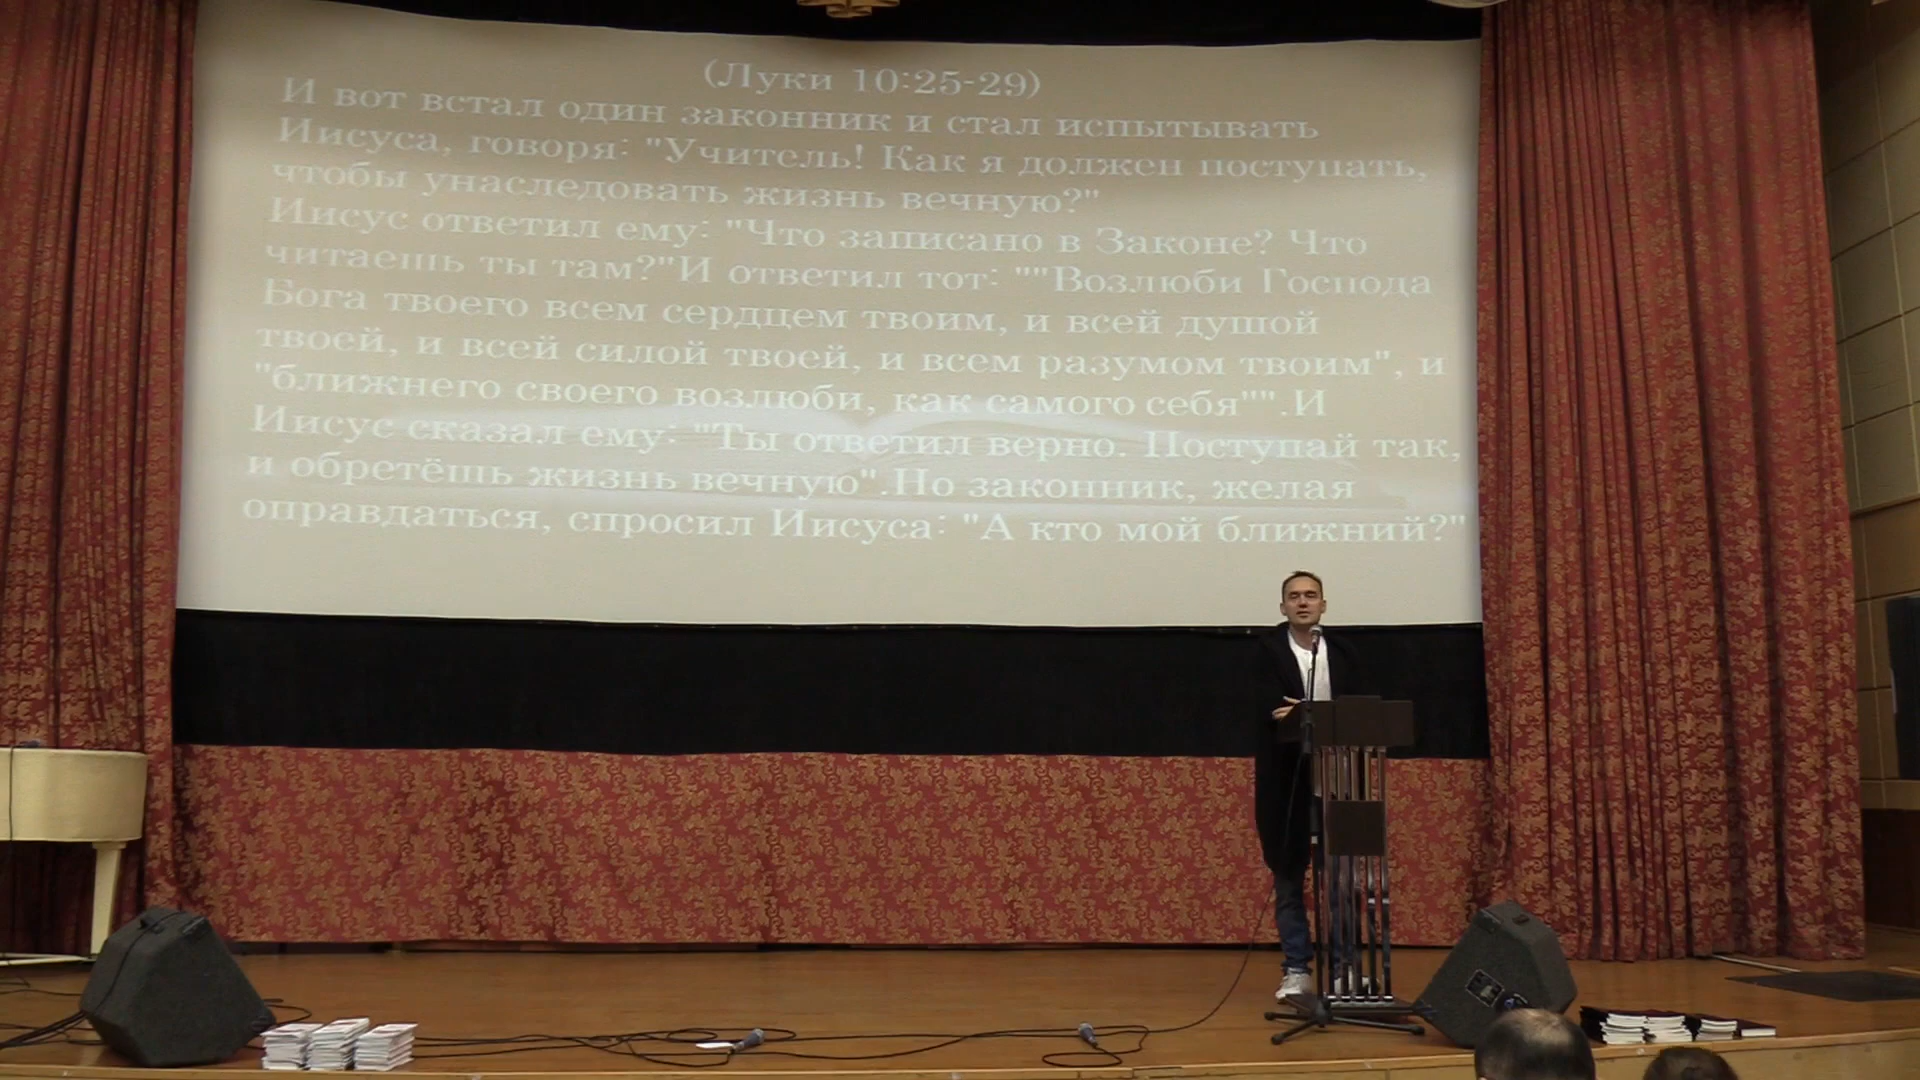 (Луки 10:25-29)
И вот встал один законник и стал испытывать
Иисуса, говоря: "Учитель! Как я должен поступать,
чтобы унаследовать жизнь вечную?"
Иисус ответил ему: "Что записано в Законе? Что
читаешь ты там?"И ответил тот: ""Возлюби Господа
Бога твоего всем сердцем твоим, и всей душой
твоей, и всей силой твоей, и всем разумом твоим", и
"ближнего своего возлюби, как самого себя"".И
Иисус сказал ему: "Ты ответил верно. Поступай так,
и обретёшь жизнь вечную".Но законник, желая
оправдаться, спросил Иисуса: "А кто мой ближний?"